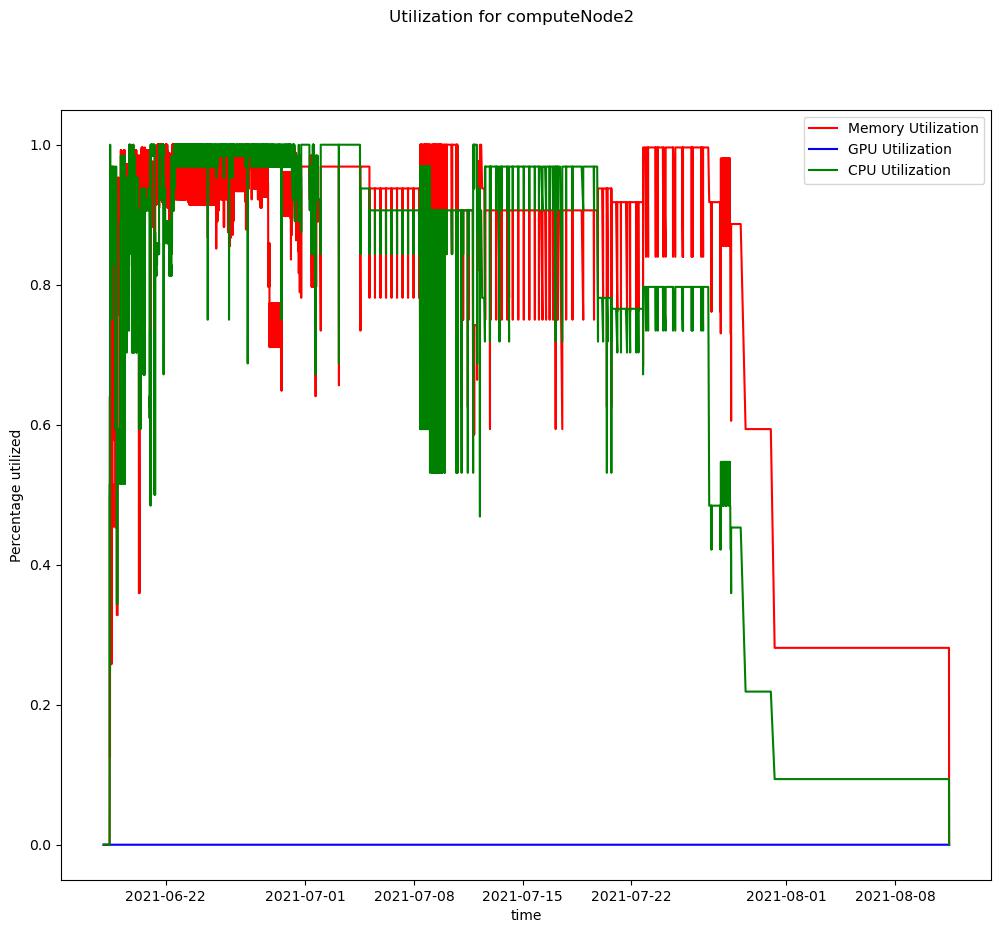 Utilization for computeNode2
Memory Utilization
GPU Utilization
CPU Utilization
Percentage utilized
1.0
0.8
0.6
0.4
0.2
0.0
2021-06-22
2021-07-01
2021-07-08
2021-07-15
2021-07-22
2021-08-01
2021-08-08
time